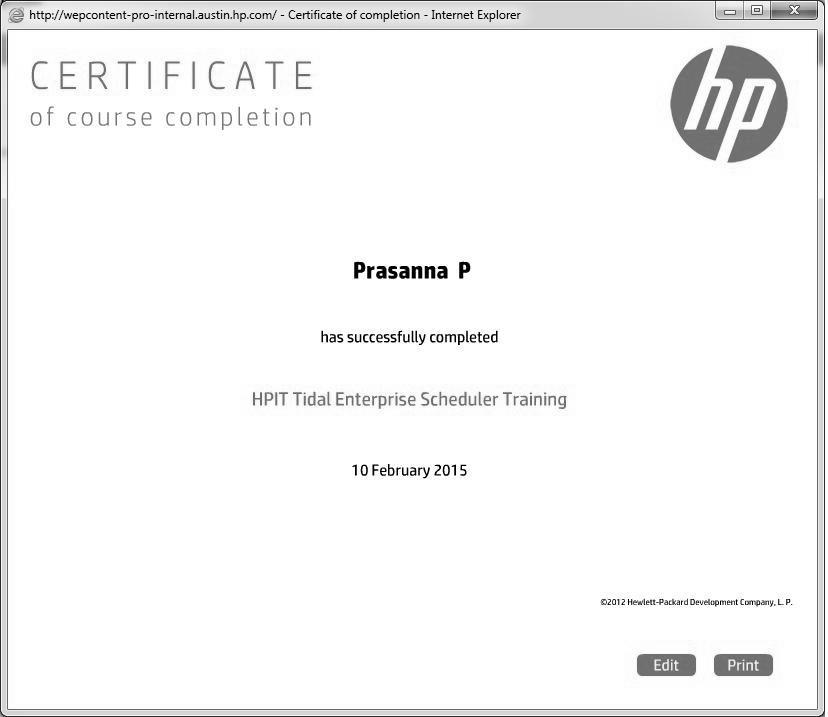 http://wepcontent-pro-internal.austin.hp.com/ - Certificate of completion - Internet Explorer
CERTIFICATE
of course completion
hp
Prasanna P
has successfully completed
HPIT Tidal Enterprise Scheduler Training
10 February 2015
©2012 Hewlett-Packard Development Company, L. P.
Edit Print